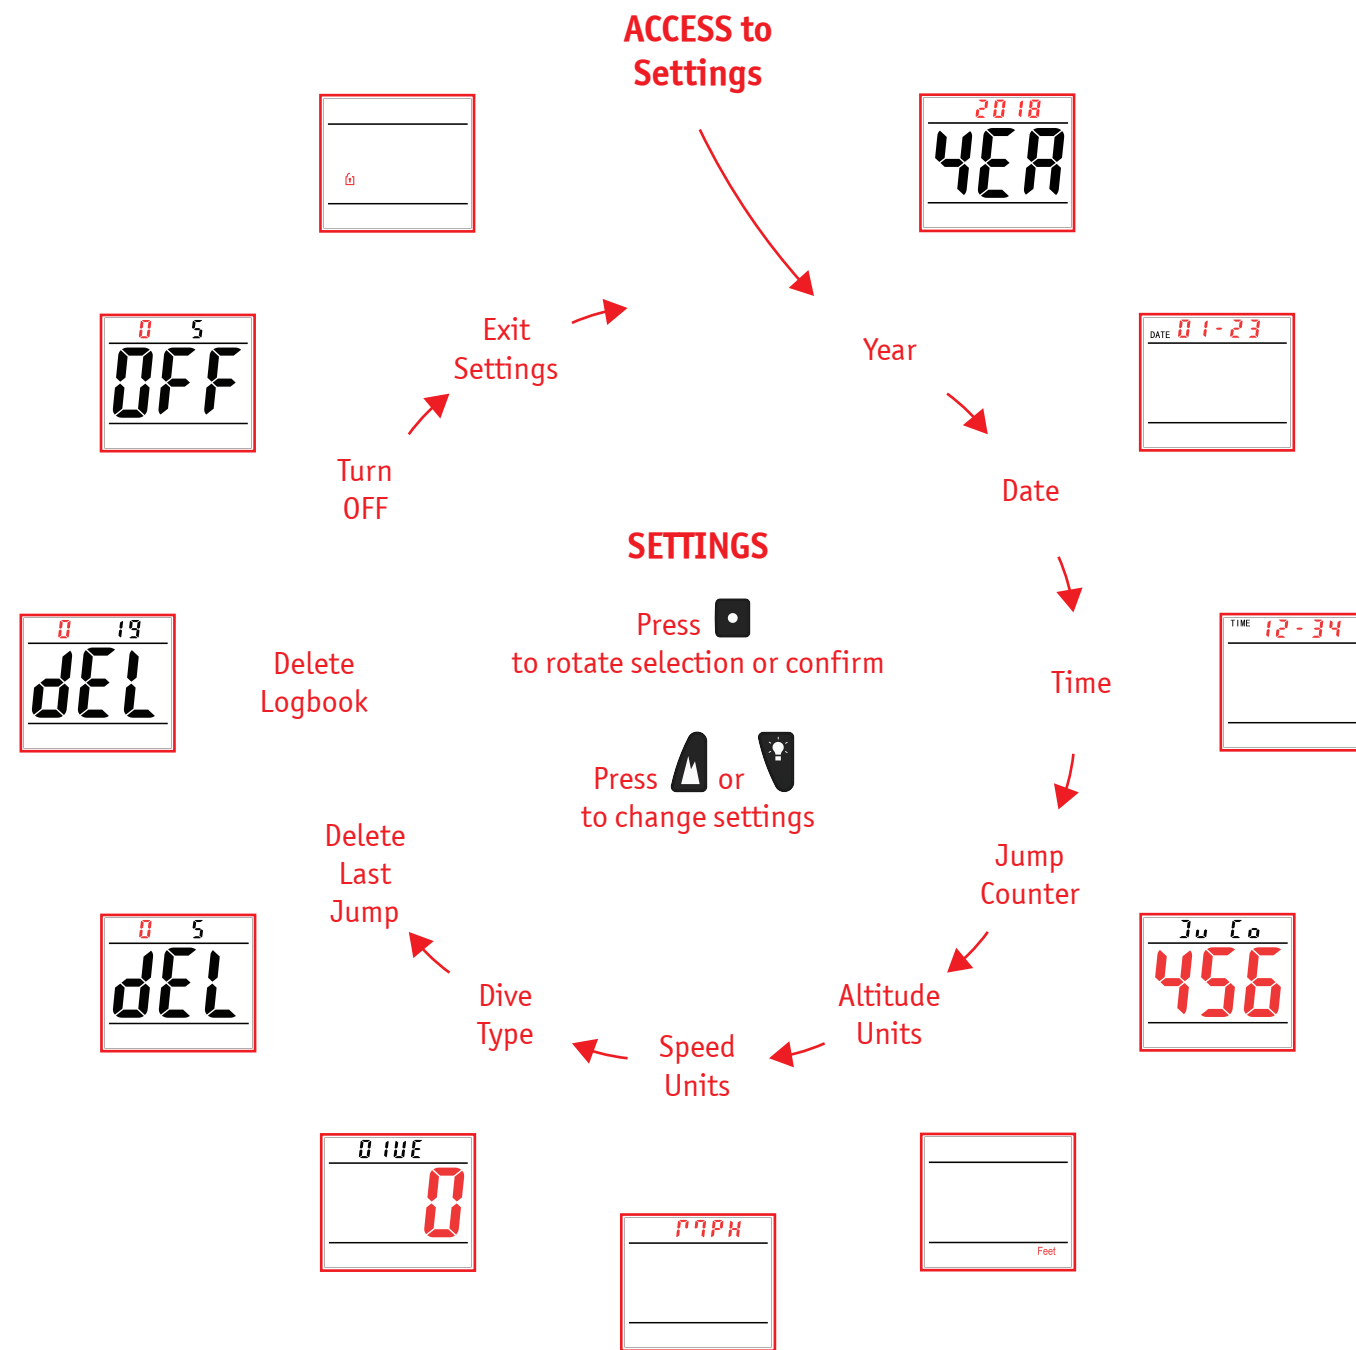 ACCESS to
Settings
2018
YEA
Year
DATE 01-23
Date
TIME 12-34
Time
Jump
Counter
Ju Co
456
Altitude
Units
Feet
Speed
Units
MPH
Dive
Type
DIVE
0
Delete
Last
Jump
0 5
dEL
Delete
Logbook
0 19
dEL
Turn
OFF
0 5
OFF
Exit
Settings
SETTINGS
Press
to rotate selection or confirm
Press or
to change settings